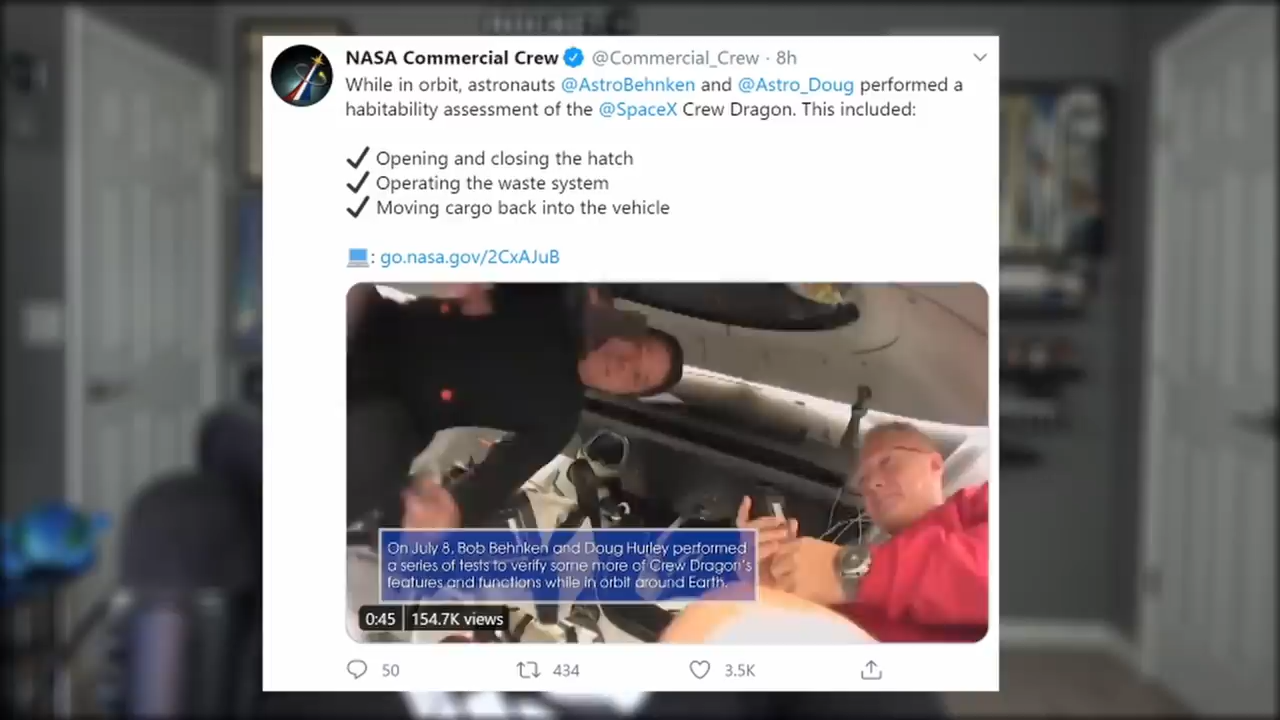 NASA Commercial Crew @Commercial_Crew · 8h
While in orbit, astronauts @AstroBehnken and @Astro_Doug performed a
habitability assessment of the @SpaceX Crew Dragon. This included:
✔ Opening and closing the hatch
✔ Operating the waste system
✔ Moving cargo back into the vehicle
💻: go.nasa.gov/2CxAJuB
On July 8, Bob Behnken and Doug Hurley performed
a series of tests to verify some more of Crew Dragon's
features and functions while in orbit around Earth.
0:45 154.7K views
50 434 3.5K